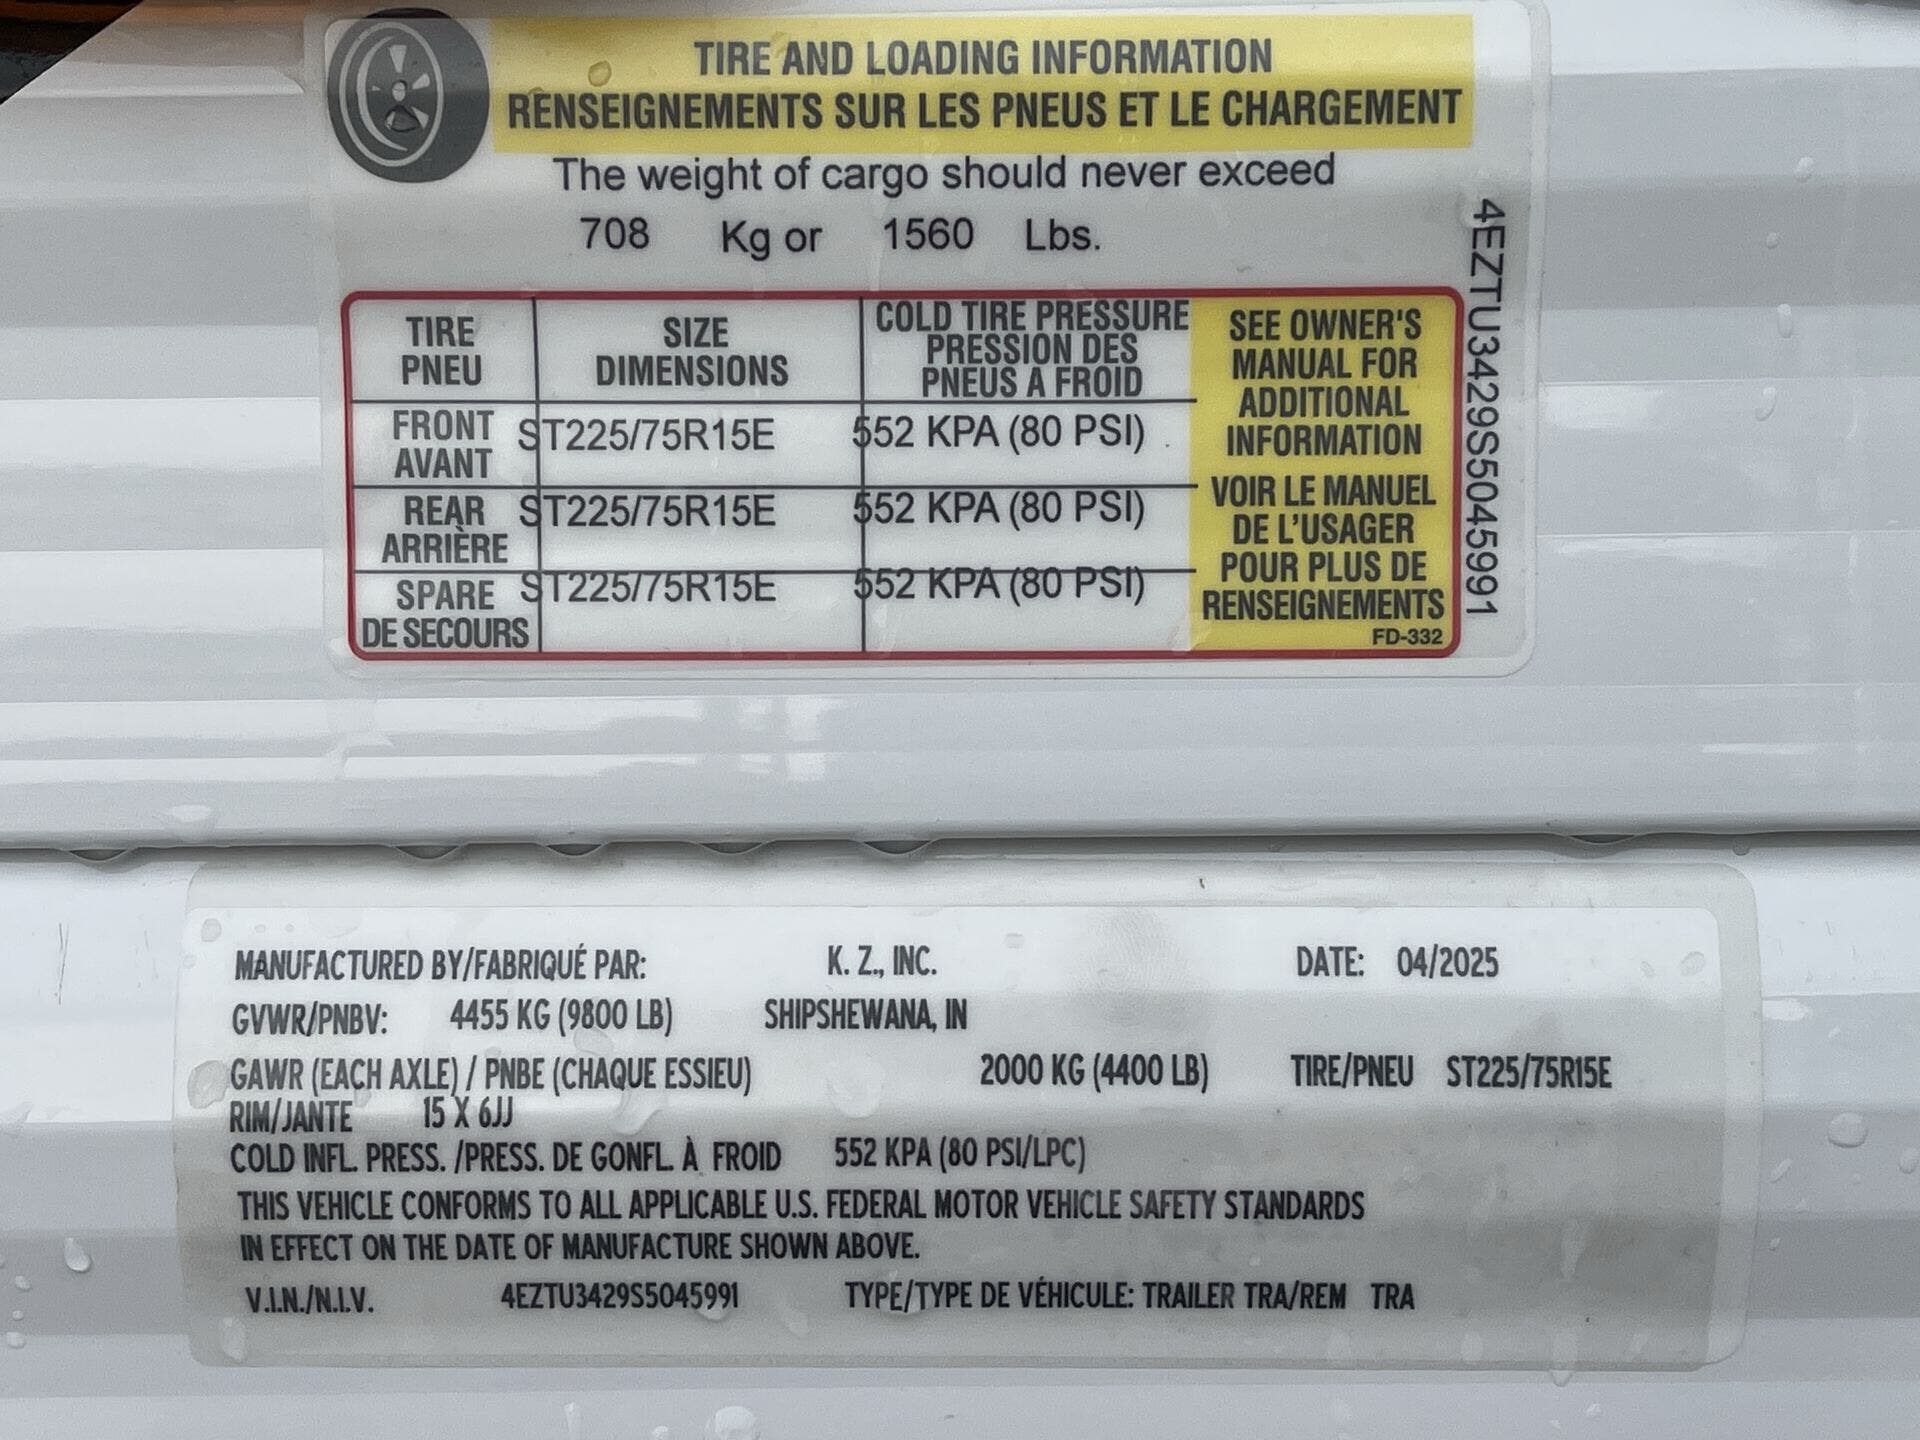 TIRE AND LOADING INFORMATION
RENSEIGNEMENTS SUR LES PNEUS ET LE CHARGEMENT
The weight of cargo should never exceed
708 Kg or 1560 Lbs.
TIRE PNEU
SIZE DIMENSIONS
COLD TIRE PRESSURE
PRESSION DES
PNEUS A FROID
FRONT AVANT ST225/75R15E 552 KPA (80 PSI)
REAR ARRIÈRE ST225/75R15E 552 KPA (80 PSI)
SPARE DE SECOURS ST225/75R15E 552 KPA (80 PSI)
SEE OWNER'S
MANUAL FOR
ADDITIONAL
INFORMATION
VOIR LE MANUEL
DE L'USAGER
POUR PLUS DE
RENSEIGNEMENTS
FD-332
4EZTU3429S5045991
MANUFACTURED BY/FABRIQUÉ PAR: K. Z., INC. DATE: 04/2025
GVWR/PNBV: 4455 KG (9800 LB) SHIPSHEWANA, IN
GAWR (EACH AXLE) / PNBE (CHAQUE ESSIEU) 2000 KG (4400 LB) TIRE/PNEU ST225/75R15E
RIM/JANTE 15 X 6JJ
COLD INFL. PRESS. /PRESS. DE GONFL. À FROID 552 KPA (80 PSI/LPC)
THIS VEHICLE CONFORMS TO ALL APPLICABLE U.S. FEDERAL MOTOR VEHICLE SAFETY STANDARDS
IN EFFECT ON THE DATE OF MANUFACTURE SHOWN ABOVE.
V.I.N./N.I.V. 4EZTU3429S5045991 TYPE/TYPE DE VÉHICULE: TRAILER TRA/REM TRA